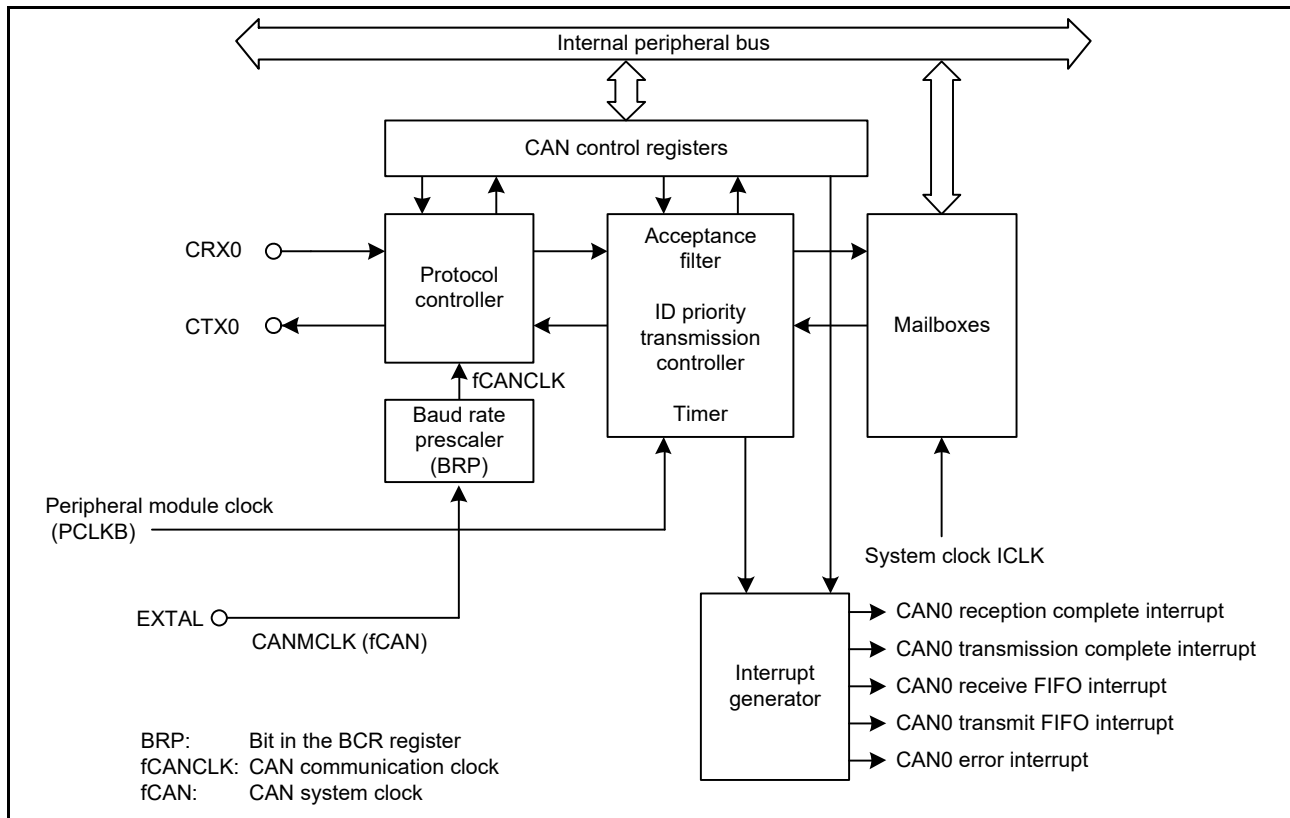 Internal peripheral bus
CAN control registers
CRX0
CTX0
Protocol
controller
Acceptance
filter
ID priority
transmission
controller
Timer
Mailboxes
fCANCLK
Baud rate
prescaler
(BRP)
Peripheral module clock
(PCLKB)
System clock ICLK
EXTAL
CANMCLK (fCAN)
Interrupt
generator
CAN0 reception complete interrupt
CAN0 transmission complete interrupt
CAN0 receive FIFO interrupt
CAN0 transmit FIFO interrupt
CAN0 error interrupt
BRP: Bit in the BCR register
fCANCLK: CAN communication clock
fCAN: CAN system clock